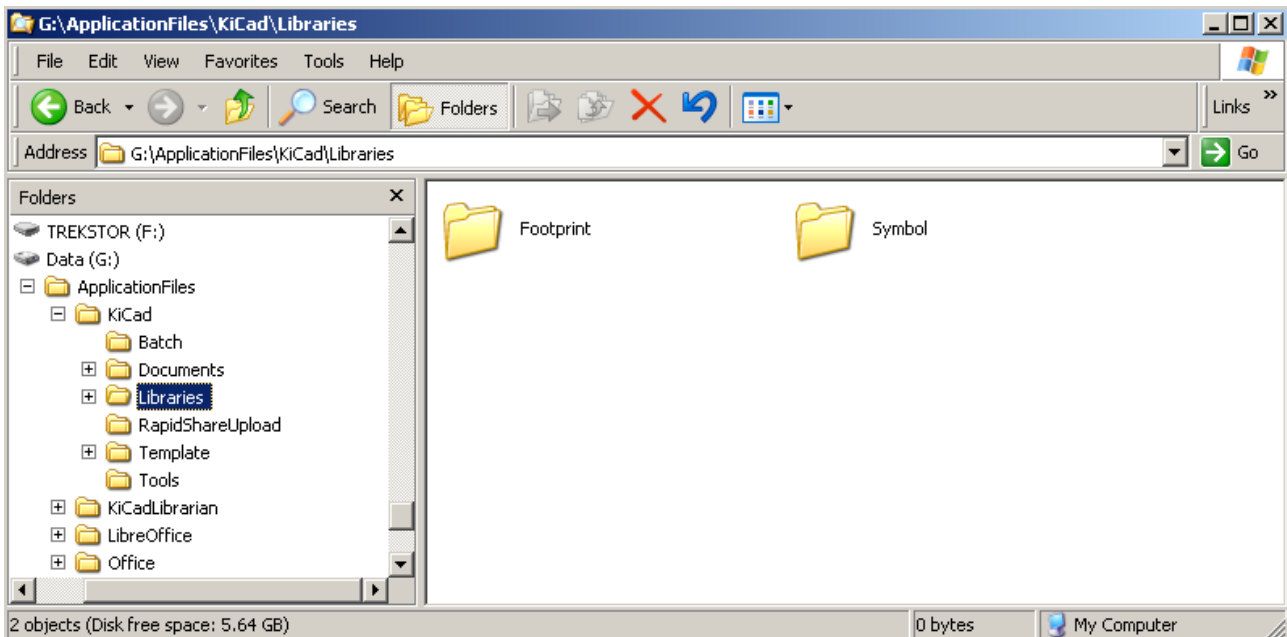 G:\ApplicationFiles\KiCad\Libraries
File Edit View Favorites Tools Help
Back Search Folders Links »
Address G:\ApplicationFiles\KiCad\Libraries Go
Folders
TREKSTOR (F:)
Data (G:)
ApplicationFiles
KiCad
Batch
Documents
Libraries
RapidShareUpload
Template
Tools
KiCadLibrarian
LibreOffice
Office
Footprint Symbol
2 objects (Disk free space: 5.64 GB) 0 bytes My Computer